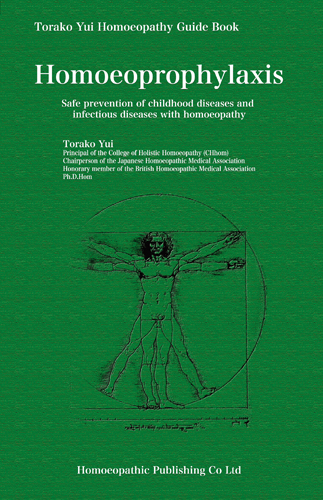 Torako Yui Homoeopathy Guide Book
Homoeoprophylaxis
Safe prevention of childhood diseases and
infectious diseases with homoeopathy
Torako Yui
Principal of the College of Holistic Homoeopathy (CHhom)
Chairperson of the Japanese Homoeopathic Medical Association
Honorary member of the British Homoeopathic Medical Association
Ph.D.Hom
Homoeopathic Publishing Co Ltd